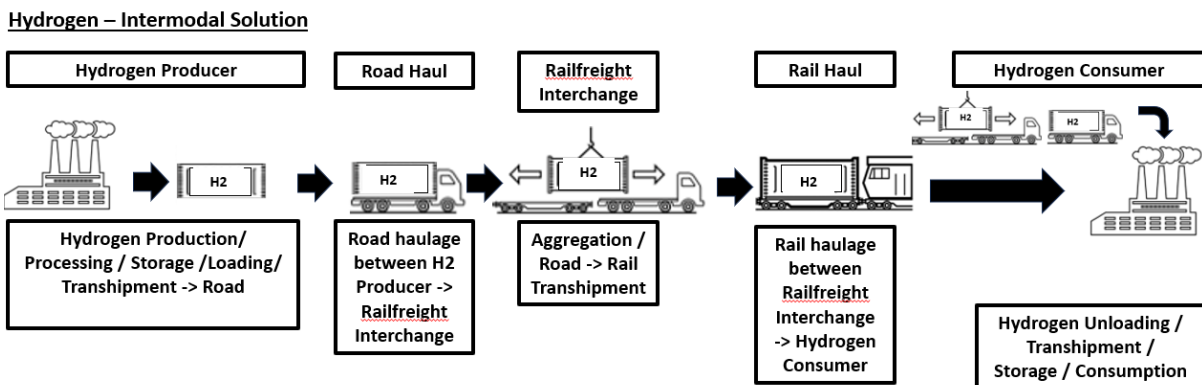 Hydrogen – Intermodal Solution
Hydrogen Producer
Road Haul
Railfreight
Interchange
Rail Haul
Hydrogen Consumer
H2
H2
H2
H2
H2
H2
Hydrogen Production/
Processing / Storage /Loading/
Transhipment -> Road
Road haulage
between H2
Producer ->
Railfreight
Interchange
Aggregation /
Road -> Rail
Transhipment
Rail haulage
between
Railfreight
Interchange
-> Hydrogen
Consumer
Hydrogen Unloading /
Transhipment /
Storage / Consumption